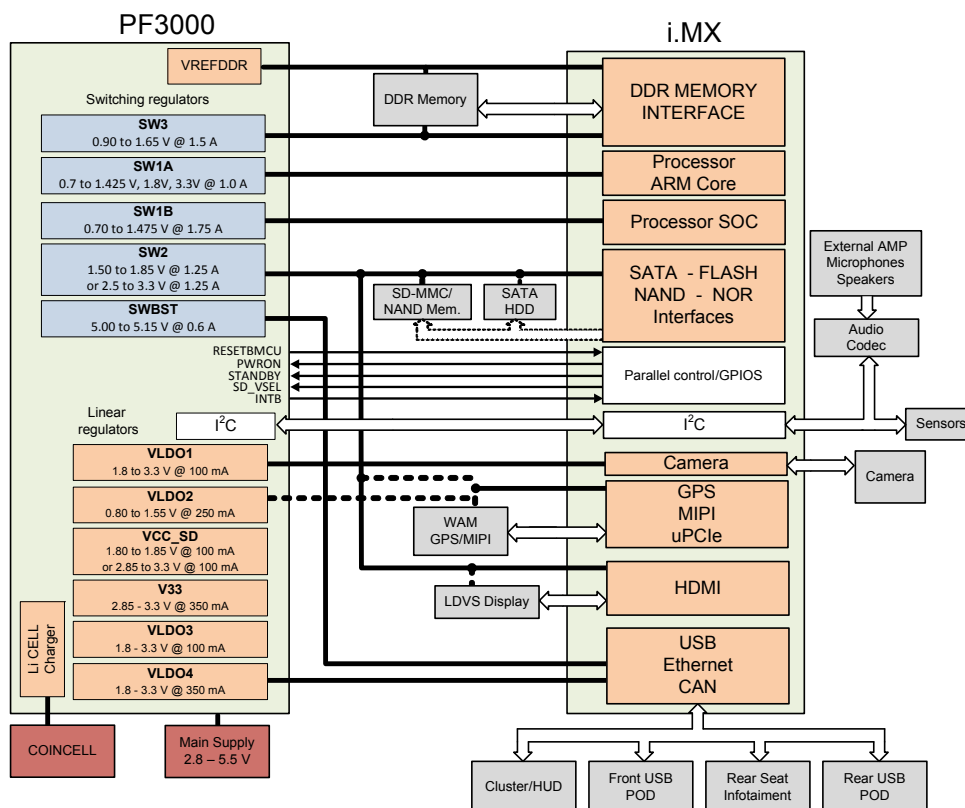 PF3000
i.MX
VREFDDR
Switching regulators
SW3
0.90 to 1.65 V @ 1.5 A
SW1A
0.7 to 1.425 V, 1.8V, 3.3V @ 1.0 A
SW1B
0.70 to 1.475 V @ 1.75 A
SW2
1.50 to 1.85 V @ 1.25 A
or 2.5 to 3.3 V @ 1.25 A
SWBST
5.00 to 5.15 V @ 0.6 A
RESETBMCU
PWRON
STANDBY
SD_VSEL
INTB
Linear
regulators
I²C
VLDO1
1.8 to 3.3 V @ 100 mA
VLDO2
0.80 to 1.55 V @ 250 mA
VCC_SD
1.80 to 1.85 V @ 100 mA
or 2.85 to 3.3 V @ 100 mA
V33
2.85 - 3.3 V @ 350 mA
VLDO3
1.8 - 3.3 V @ 100 mA
VLDO4
1.8 - 3.3 V @ 350 mA
Li CELL
Charger
COINCELL
Main Supply
2.8 – 5.5 V
DDR Memory
SD-MMC/
NAND Mem.
SATA
HDD
WAM
GPS/MIPI
LDVS Display
DDR MEMORY
INTERFACE
Processor
ARM Core
Processor SOC
SATA - FLASH
NAND - NOR
Interfaces
Parallel control/GPIOS
I²C
Camera
GPS
MIPI
uPCIe
HDMI
USB
Ethernet
CAN
External AMP
Microphones
Speakers
Audio
Codec
Sensors
Camera
Cluster/HUD
Front USB
POD
Rear Seat
Infotaiment
Rear USB
POD